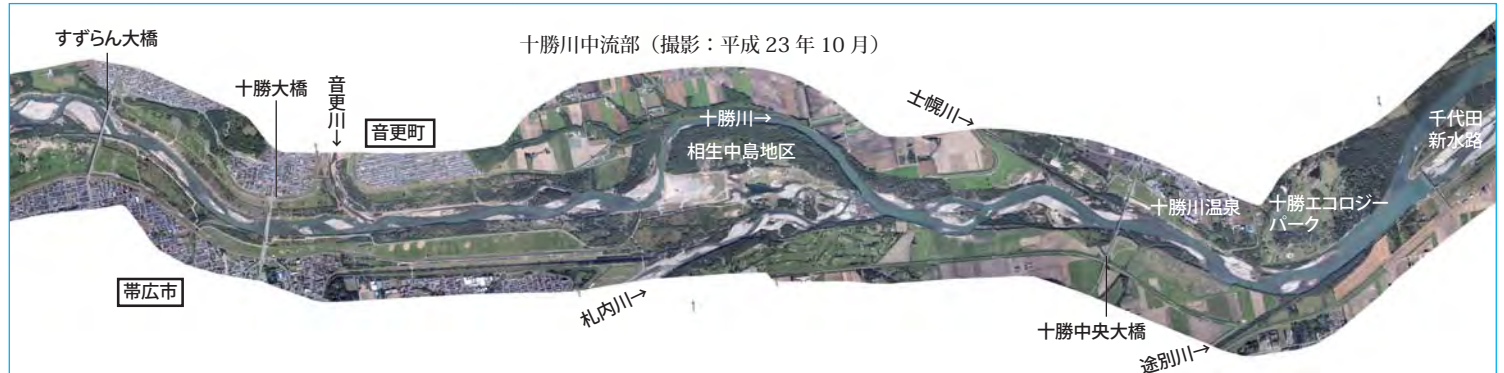 十勝川中流部（撮影：平成 23 年 10 月）
すずらん大橋
十勝大橋
音更川→
音更町
十勝川→
相生中島地区
士幌川→
千代田
新水路
十勝川温泉
十勝エコロジー
パーク
帯広市
札内川→
十勝中央大橋
途別川→